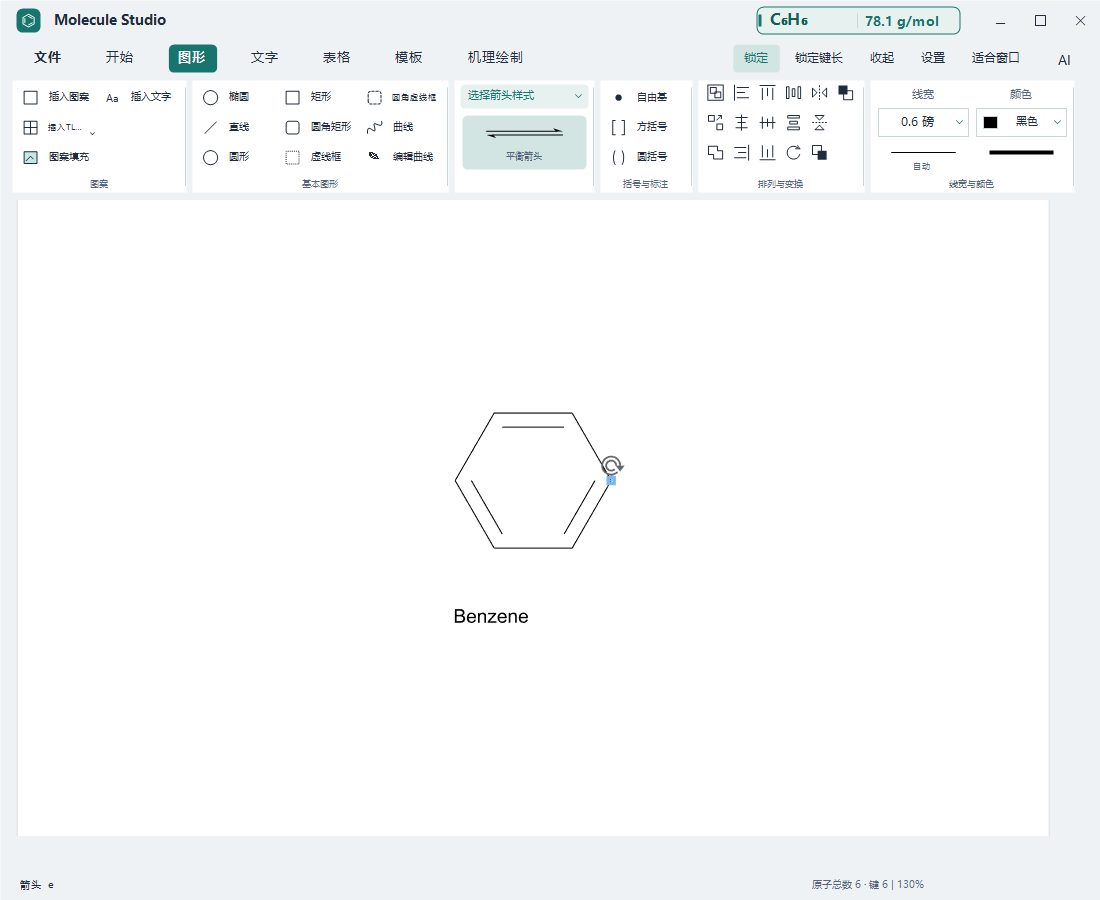 Molecule Studio
C₆H₆ 78.1 g/mol
文件 开始 图形 文字 表格 模板 机理绘制 锁定 锁定键长 收起 设置 适合窗口 AI
插入图案 Aa 插入文字 椭圆 矩形 圆角虚线框 选择箭头样式 自由基 线宽 颜色
插入TL... 直线 圆角矩形 曲线 [ ] 方括号 0.6 磅 黑色
图案填充 圆形 虚线框 编辑曲线 平衡箭头 ( ) 圆括号 自动
图案 基本图形 括号与标注 排列与变换 线宽与颜色
Benzene
箭头 e 原子总数 6 · 键 6 | 130%